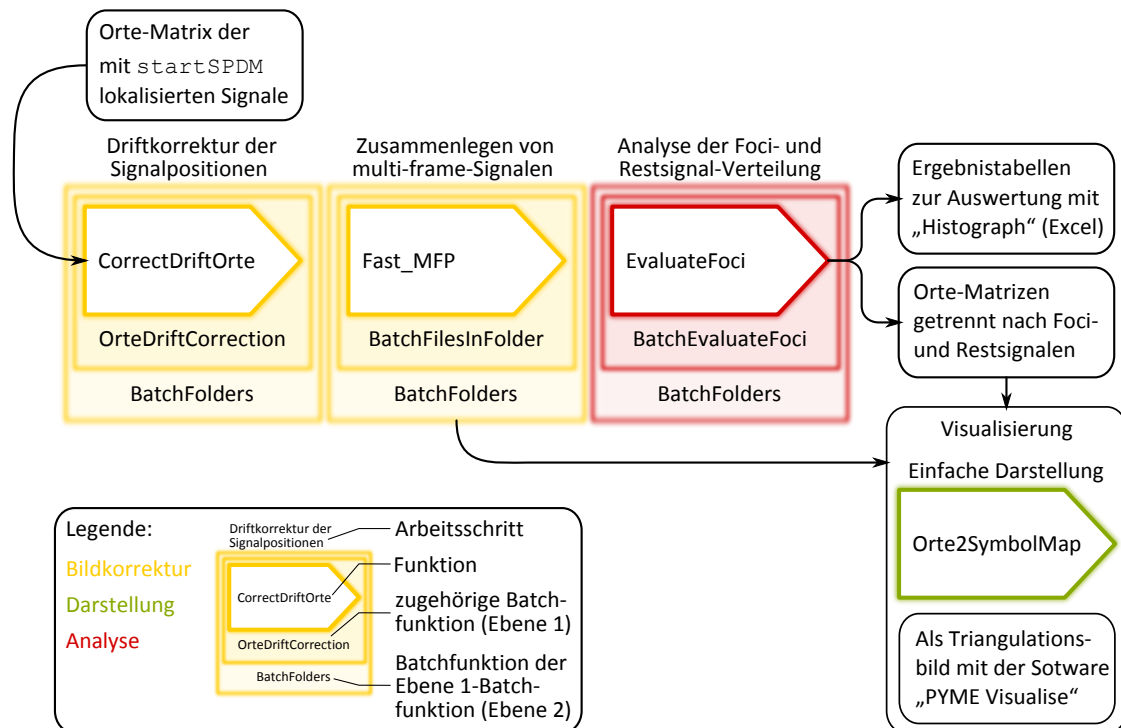 Orte-Matrix der
mit startSPDM
lokalisierten Signale
Driftkorrektur der
Signalpositionen
CorrectDriftOrte
OrteDriftCorrection
BatchFolders
Zusammenlegen von
multi-frame-Signalen
Fast_MFP
BatchFilesInFolder
BatchFolders
Analyse der Foci- und
Restsignal-Verteilung
EvaluateFoci
BatchEvaluateFoci
BatchFolders
Ergebnistabellen
zur Auswertung mit
„Histograph“ (Excel)
Orte-Matrizen
getrennt nach Foci-
und Restsignalen
Visualisierung
Einfache Darstellung
Orte2SymbolMap
Als Triangulations-
bild mit der Sotware
„PYME Visualise“
Legende:
Bildkorrektur
Darstellung
Analyse
Driftkorrektur der
Signalpositionen
CorrectDriftOrte
OrteDriftCorrection
BatchFolders
Arbeitsschritt
Funktion
zugehörige Batch-
funktion (Ebene 1)
Batchfunktion der
Ebene 1-Batch-
funktion (Ebene 2)